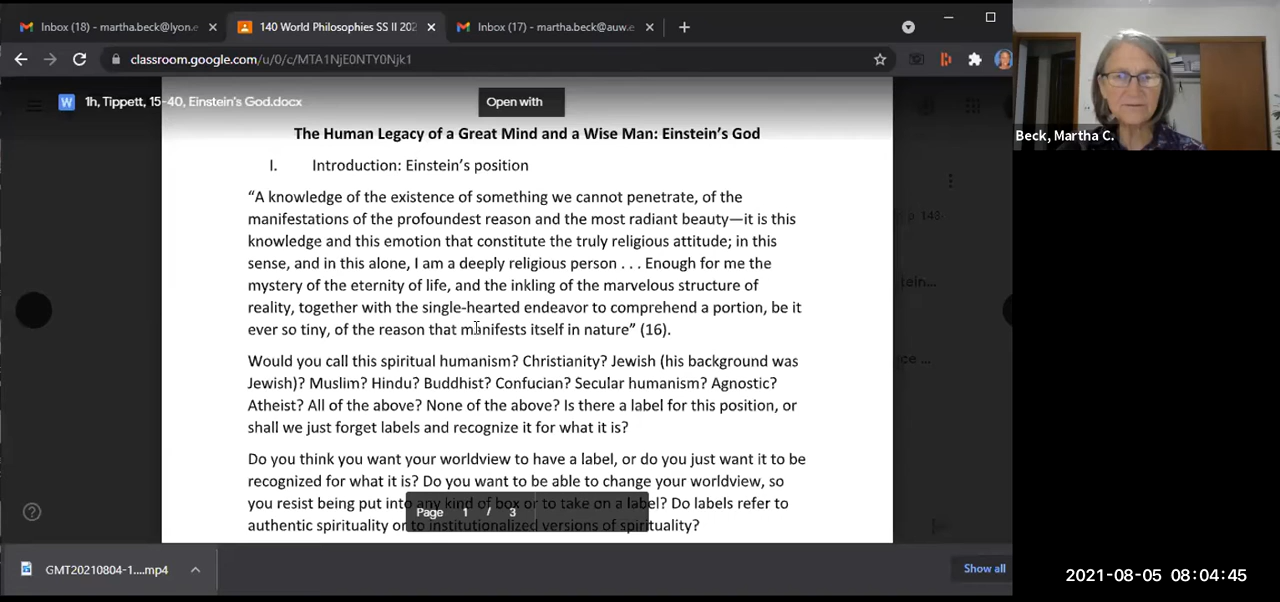 Inbox (18) - martha.beck@lyon.e
140 World Philosophies SS II 202
Inbox (17) - martha.beck@auw.e
classroom.google.com/u/0/c/MTA1NjE0NTY0Njk1
W 1h, Tippett, 15-40, Einstein's God.docx
Open with
The Human Legacy of a Great Mind and a Wise Man: Einstein's God
I. Introduction: Einstein's position
“A knowledge of the existence of something we cannot penetrate, of the
manifestations of the profoundest reason and the most radiant beauty—it is this
knowledge and this emotion that constitute the truly religious attitude; in this
sense, and in this alone, I am a deeply religious person . . . Enough for me the
mystery of the eternity of life, and the inkling of the marvelous structure of
reality, together with the single-hearted endeavor to comprehend a portion, be it
ever so tiny, of the reason that manifests itself in nature” (16).
Would you call this spiritual humanism? Christianity? Jewish (his background was
Jewish)? Muslim? Hindu? Buddhist? Confucian? Secular humanism? Agnostic?
Atheist? All of the above? None of the above? Is there a label for this position, or
shall we just forget labels and recognize it for what it is?
Do you think you want your worldview to have a label, or do you just want it to be
recognized for what it is? Do you want to be able to change your worldview, so
you resist being put into any kind of box or to take on a label? Do labels refer to
authentic spirituality or to institutionalized versions of spirituality?
Page 1 / 3
p 148
tein...
ce ...
GMT20210804-1....mp4
Show all
Beck, Martha C.
2021-08-05 08:04:45